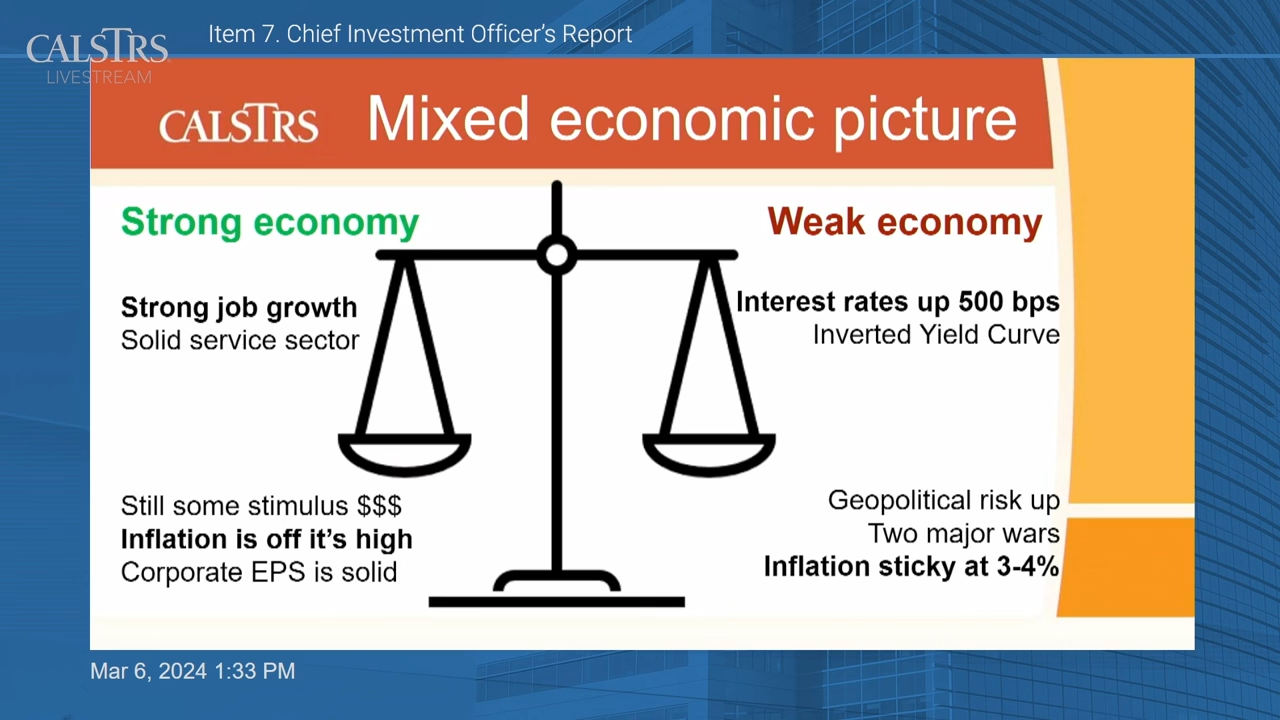 Item 7. Chief Investment Officer's Report
CALSTRS
LIVESTREAM
CALSTRS
Mixed economic picture
Strong economy
Strong job growth
Solid service sector
Still some stimulus $$$
Inflation is off it's high
Corporate EPS is solid
Weak economy
Interest rates up 500 bps
Inverted Yield Curve
Geopolitical risk up
Two major wars
Inflation sticky at 3-4%
Mar 6, 2024 1:33 PM